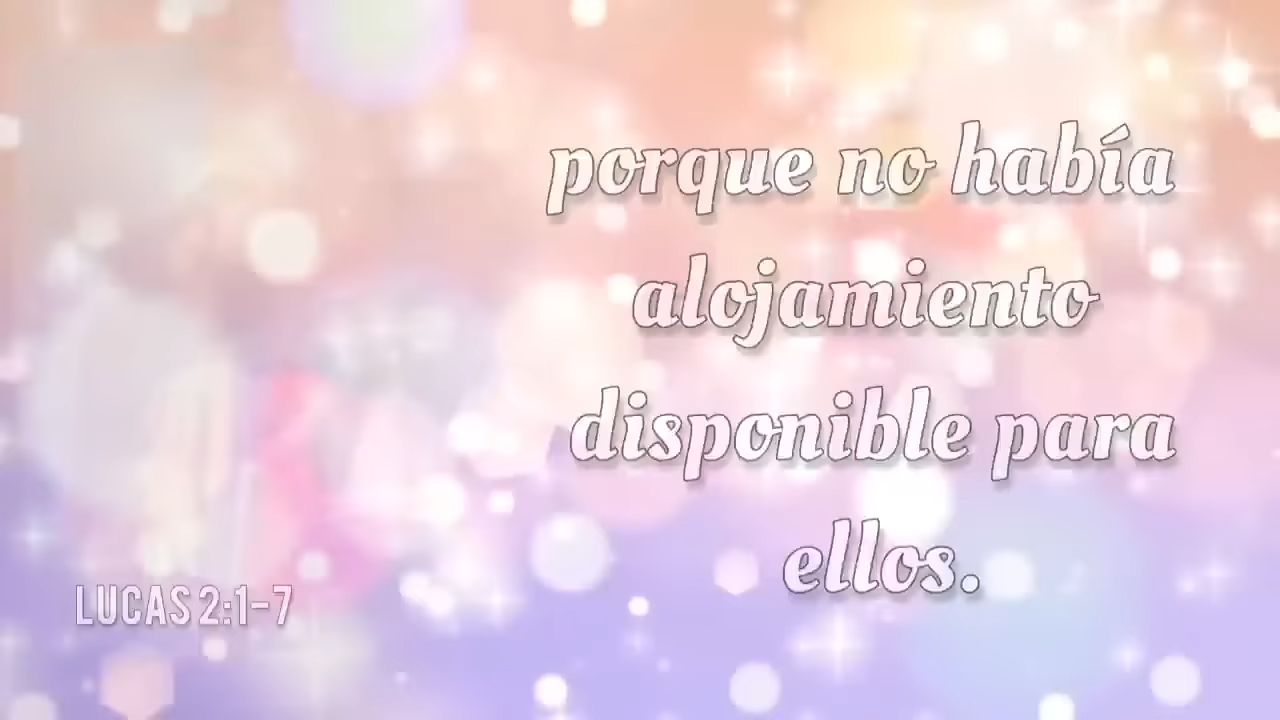 porque no había
alojamiento
disponible para
ellos.
LUCAS 2:1-7